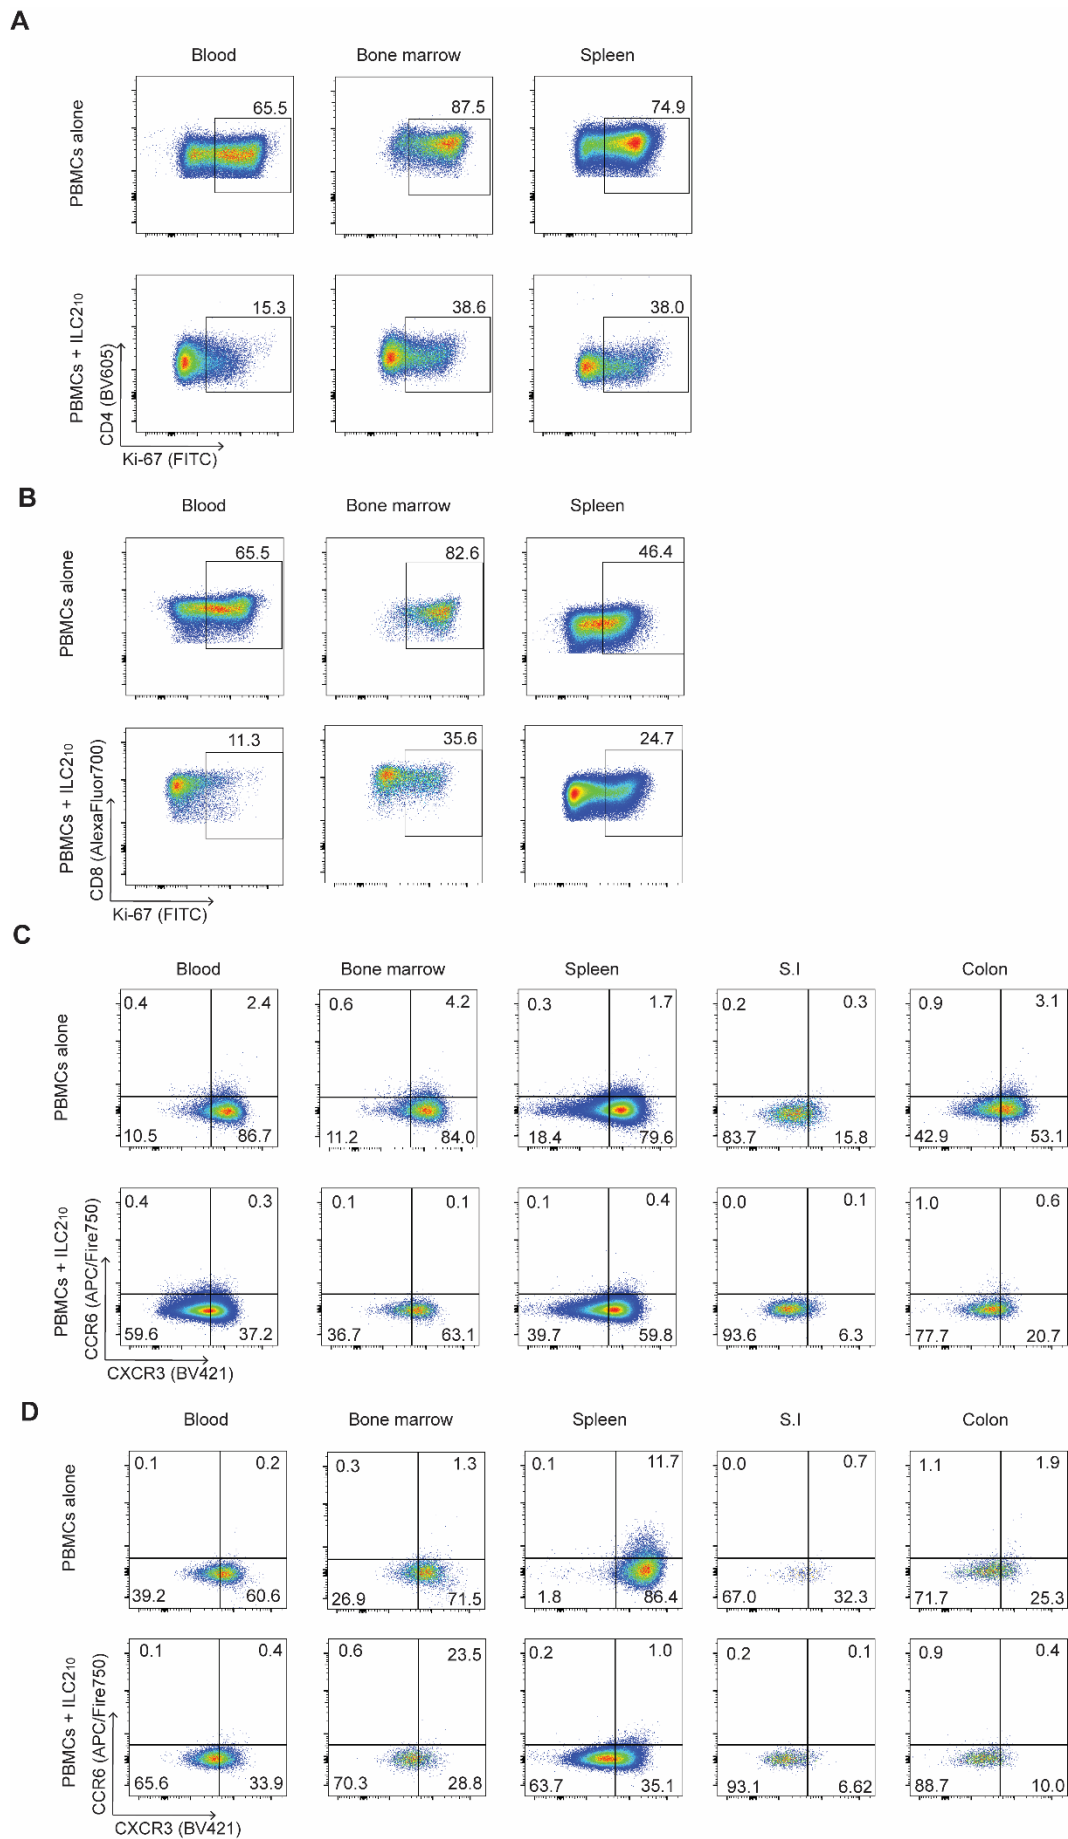 A
Blood Bone marrow Spleen
PBMCs alone
65.5 87.5 74.9
PBMCs + ILC210
CD4 (BV605)
15.3 38.6 38.0
Ki-67 (FITC)
B
Blood Bone marrow Spleen
PBMCs alone
65.5 82.6 46.4
PBMCs + ILC210
CD8 (AlexaFluor700)
11.3 35.6 24.7
Ki-67 (FITC)
C
Blood Bone marrow Spleen S.I Colon
PBMCs alone
0.4 2.4 0.6 4.2 0.3 1.7 0.2 0.3 0.9 3.1
10.5 86.7 11.2 84.0 18.4 79.6 83.7 15.8 42.9 53.1
PBMCs + ILC210
CCR6 (APC/Fire750)
0.4 0.3 0.1 0.1 0.1 0.4 0.0 0.1 1.0 0.6
59.6 37.2 36.7 63.1 39.7 59.8 93.6 6.3 77.7 20.7
CXCR3 (BV421)
D
Blood Bone marrow Spleen S.I Colon
PBMCs alone
0.1 0.2 0.3 1.3 0.1 11.7 0.0 0.7 1.1 1.9
39.2 60.6 26.9 71.5 1.8 86.4 67.0 32.3 71.7 25.3
PBMCs + ILC210
CCR6 (APC/Fire750)
0.1 0.4 0.6 23.5 0.2 1.0 0.2 0.1 0.9 0.4
65.6 33.9 70.3 28.8 63.7 35.1 93.1 6.62 88.7 10.0
CXCR3 (BV421)